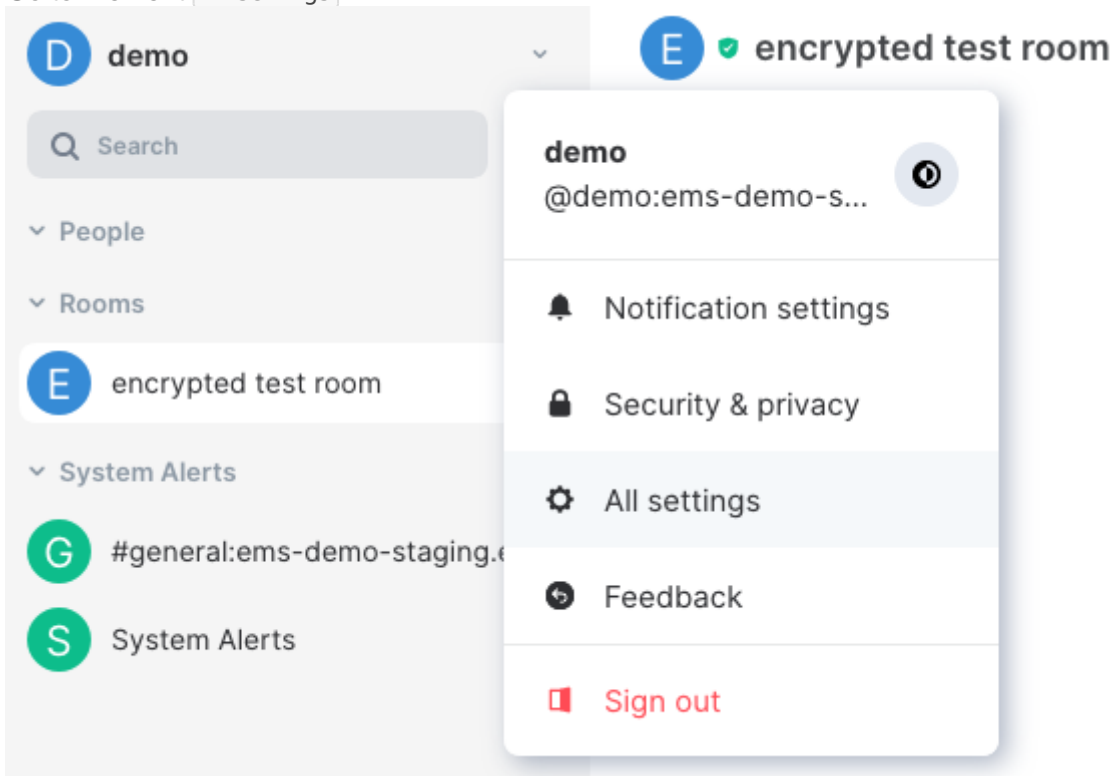 D demo
Search
People
Rooms
E encrypted test room
System Alerts
G #general:ems-demo-staging.
S System Alerts
E encrypted test room
demo
@demo:ems-demo-s...
Notification settings
Security & privacy
All settings
Feedback
Sign out